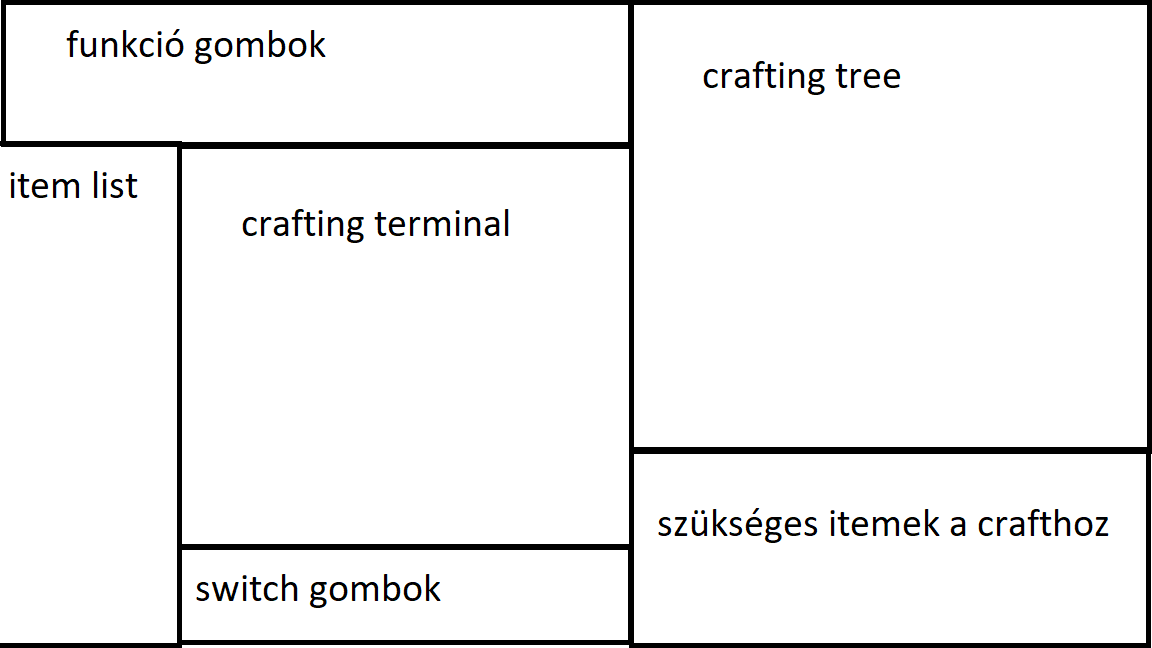 funkció gombok
crafting tree
item list
crafting terminal
szükséges itemek a crafthoz
switch gombok